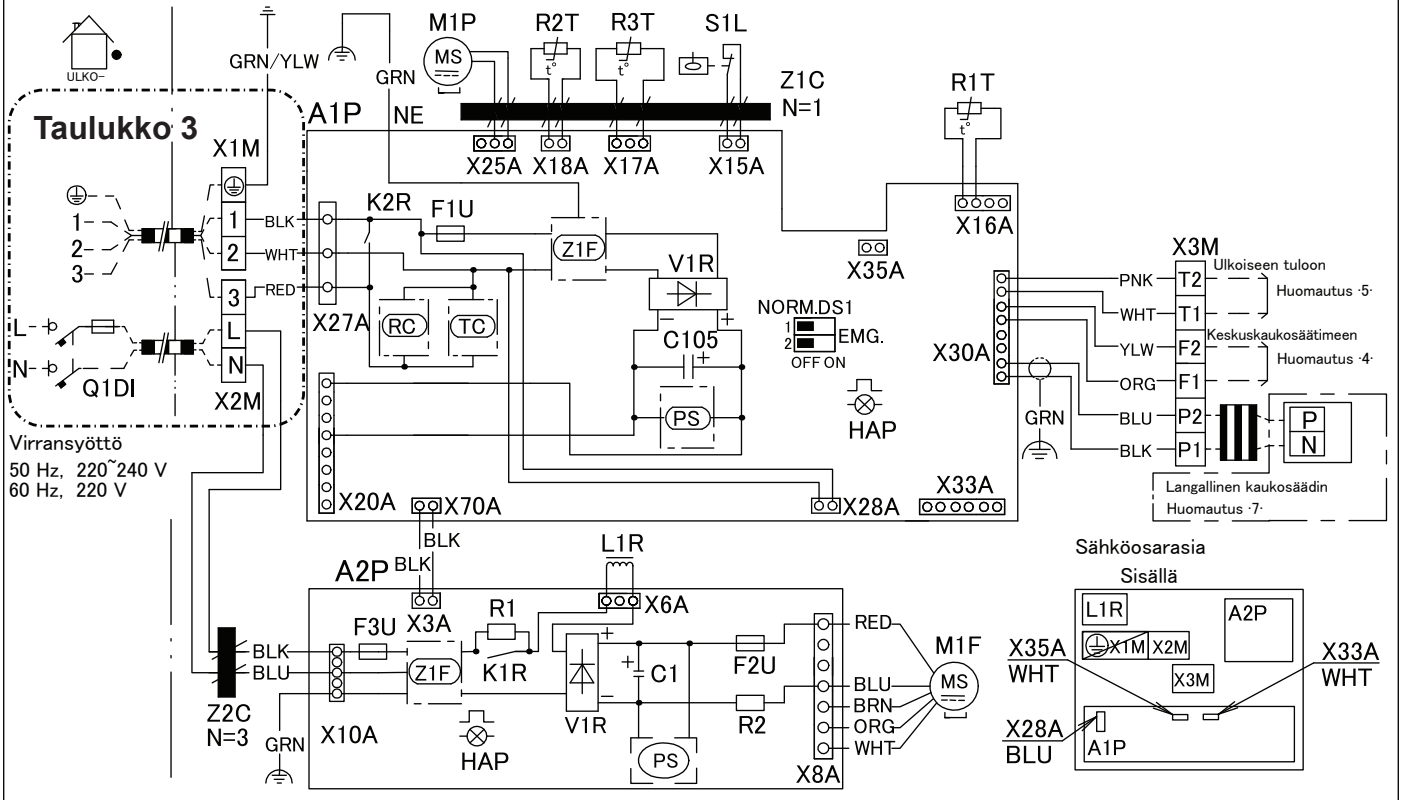 ULKO-
GRN/YLW
GRN
M1P
MS
R2T
t°
R3T
t°
S1L
Z1C
N=1
R1T
t°
Taulukko 3
A1P
NE
X25A
X18A
X17A
X15A
X16A
X1M
1
2
3
1
2
BLK
WHT
3
RED
L
N
L
N
Q1DI
X2M
X27A
K2R
F1U
Z1F
V1R
RC
TC
C105
PS
X35A
NORM.
DS1
1
2
EMG.
OFF ON
HAP
X30A
GRN
PNK
WHT
YLW
ORG
BLU
BLK
X3M
T2
T1
F2
F1
P2
P1
Ulkoiseen tuloon
Huomautus ·5·
Keskuskaukosäätimeen
Huomautus ·4·
P
N
Langallinen kaukosäädin
Huomautus ·7·
Virransyöttö
50 Hz, 220~240 V
60 Hz, 220 V
X20A
X70A
X28A
X33A
BLK
BLK
A2P
X3A
L1R
X6A
F3U
Z1F
R1
K1R
V1R
C1
F2U
R2
PS
HAP
X10A
BLK
BLU
GRN
Z2C
N=3
X8A
RED
BLU
BRN
ORG
WHT
M1F
MS
Sähköosarasia
Sisällä
L1R
X1M
X2M
A2P
X3M
A1P
X35A
WHT
X33A
WHT
X28A
BLU